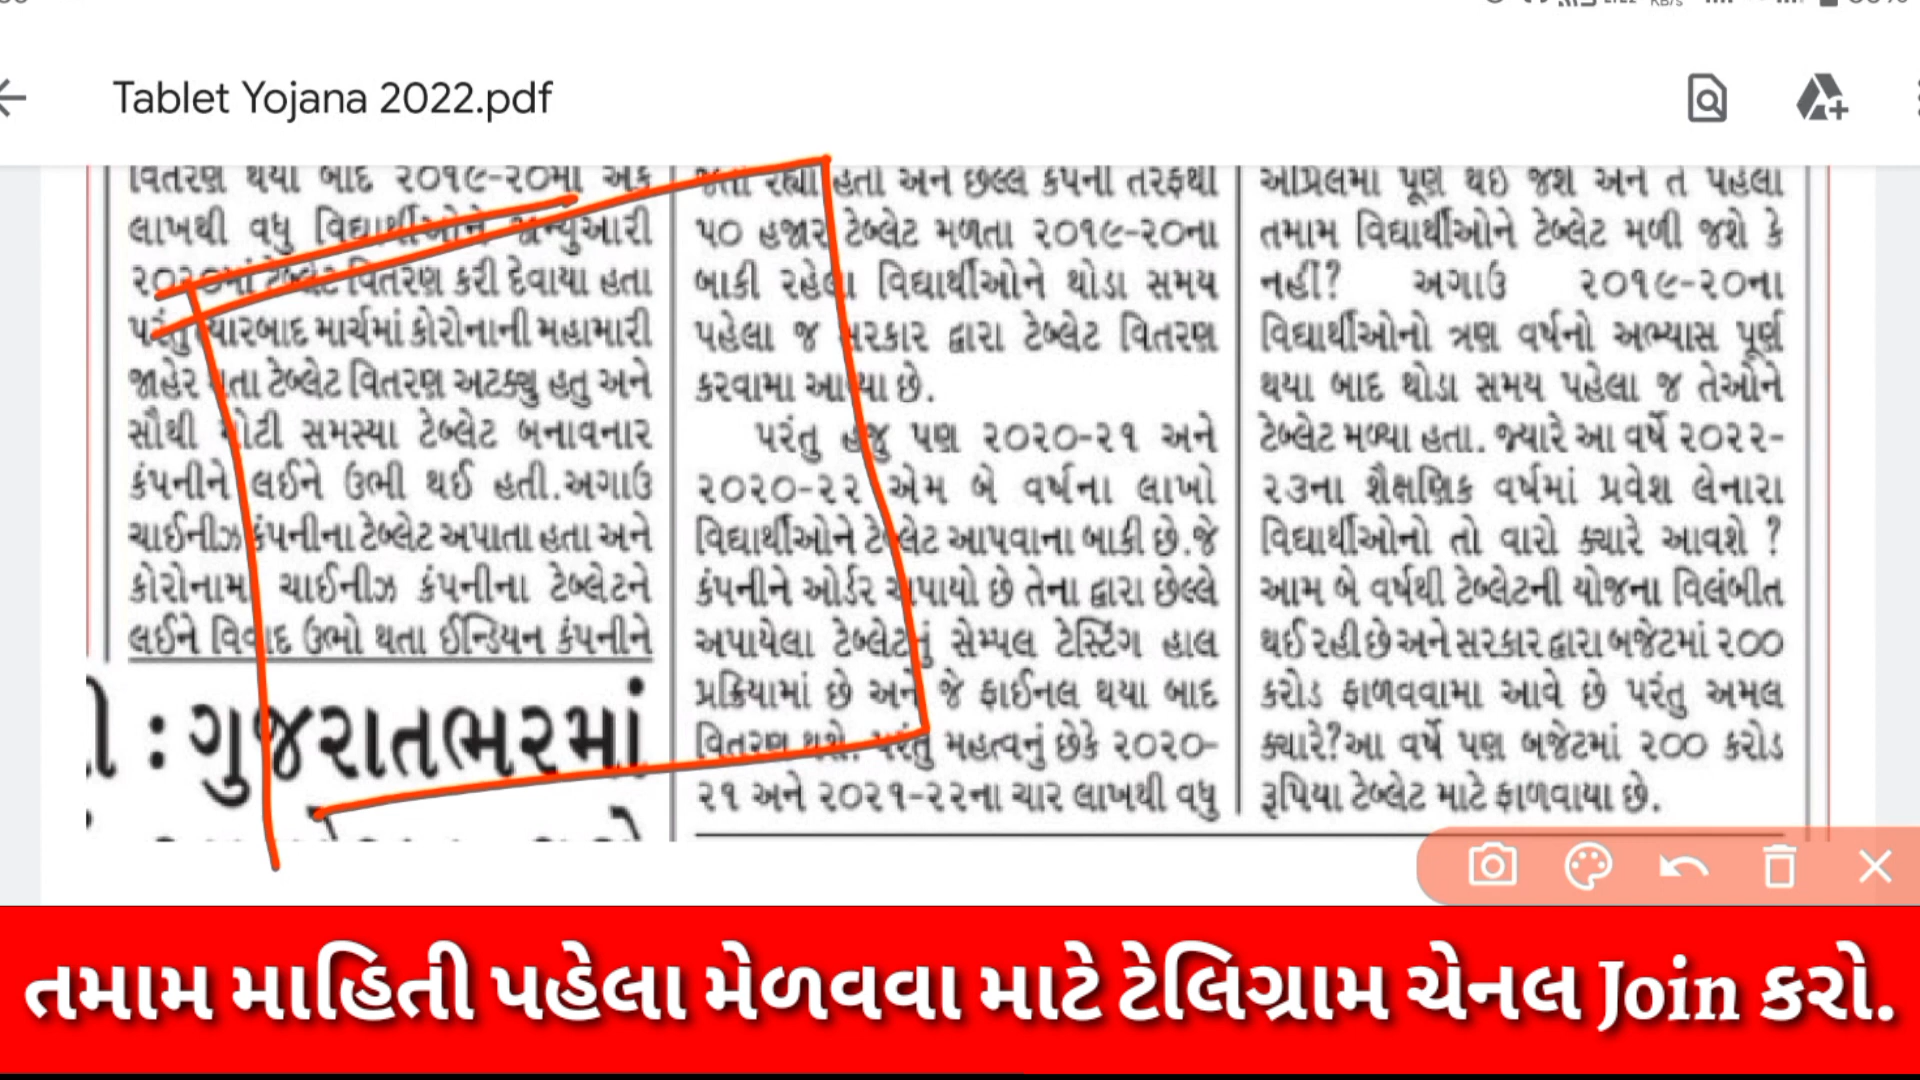 Tablet Yojana 2022.pdf
વિતરણ થયા બાદ ૨૦૧૯-૨૦માં એક
લાખથી વધુ વિદ્યાર્થીઓને જાન્યુઆરી
૨૦૨૦માં ટેબ્લેટ વિતરણ કરી દેવાયા હતા
પરંતુ ત્યારબાદ માર્ચમાં કોરોનાની મહામારી
જાહેર થતા ટેબ્લેટ વિતરણ અટક્યુ હતુ અને
સૌથી મોટી સમસ્યા ટેબ્લેટ બનાવનાર
કંપનીને લઈને ઉભી થઈ હતી.અગાઉ
ચાઈનીઝ કંપનીના ટેબ્લેટ અપાતા હતા અને
કોરોનામાં ચાઈનીઝ કંપનીના ટેબ્લેટને
લઈને વિવાદ ઉભો થતા ઈન્ડિયન કંપનીને
: ગુજરાતભરમાં
જતા રહ્યા હતા અને છેલ્લે કંપની તરફથી
૫૦ હજાર ટેબ્લેટ મળતા ૨૦૧૯-૨૦ના
બાકી રહેલા વિદ્યાર્થીઓને થોડા સમય
પહેલા જ સરકાર દ્વારા ટેબ્લેટ વિતરણ
કરવામા આવ્યા છે.
પરંતુ હજુ પણ ૨૦૨૦-૨૧ અને
૨૦૨૦-૨૨ એમ બે વર્ષના લાખો
વિદ્યાર્થીઓને ટેબ્લેટ આપવાના બાકી છે.જે
કંપનીને ઓર્ડર અપાયો છે તેના દ્વારા છેલ્લે
અપાયેલા ટેબ્લેટનું સેમ્પલ ટેસ્ટિંગ હાલ
પ્રક્રિયામાં છે અને જે ફાઈનલ થયા બાદ
વિતરણ થશે. પરંતુ મહત્વનું છેકે ૨૦૨૦-
૨૧ અને ૨૦૨૧-૨૨ના ચાર લાખથી વધુ
એપ્રિલમાં પૂર્ણ થઈ જશે અને તે પહેલા
તમામ વિદ્યાર્થીઓને ટેબ્લેટ મળી જશે કે
નહીં? અગાઉ ૨૦૧૯-૨૦ના
વિદ્યાર્થીઓનો ત્રણ વર્ષનો અભ્યાસ પૂર્ણ
થયા બાદ થોડા સમય પહેલા જ તેઓને
ટેબ્લેટ મળ્યા હતા. જ્યારે આ વર્ષે ૨૦૨૨-
૨૩ના શૈક્ષણિક વર્ષમાં પ્રવેશ લેનારા
વિદ્યાર્થીઓનો તો વારો ક્યારે આવશે ?
આમ બે વર્ષથી ટેબ્લેટની યોજના વિલંબીત
થઈ રહી છે અને સરકાર દ્વારા બજેટમાં ૨૦૦
કરોડ ફાળવવામા આવે છે પરંતુ અમલ
ક્યારે?આ વર્ષે પણ બજેટમાં ૨૦૦ કરોડ
રૂપિયા ટેબ્લેટ માટે ફાળવાયા છે.
તમામ માહિતી પહેલા મેળવવા માટે ટેલિગ્રામ ચેનલ Join કરો.